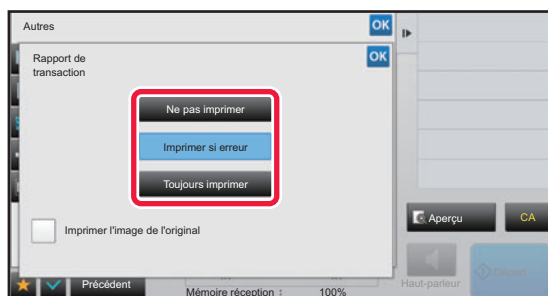 Autres
OK
Rapport de
transaction
OK
Ne pas imprimer
Imprimer si erreur
Toujours imprimer
Imprimer l'image de l'original
Aperçu
CA
Précédent
Mémoire réception :
100%
Haut-parleur
Départ